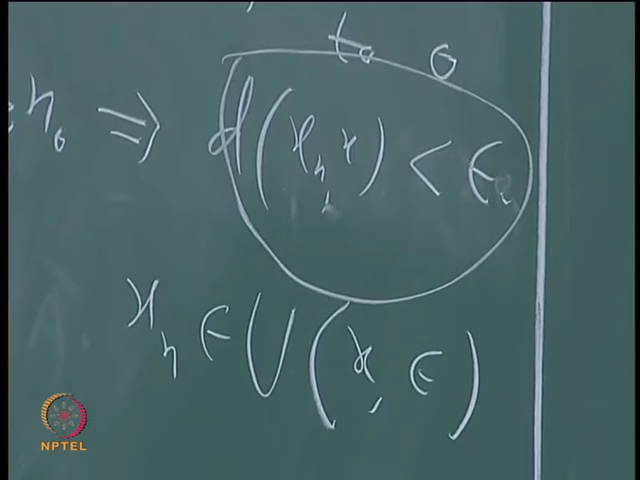 to 0
n₀ ⇒ d(xₙ, x) < ϵ
xₙ ∈ U(x, ϵ)
NPTEL